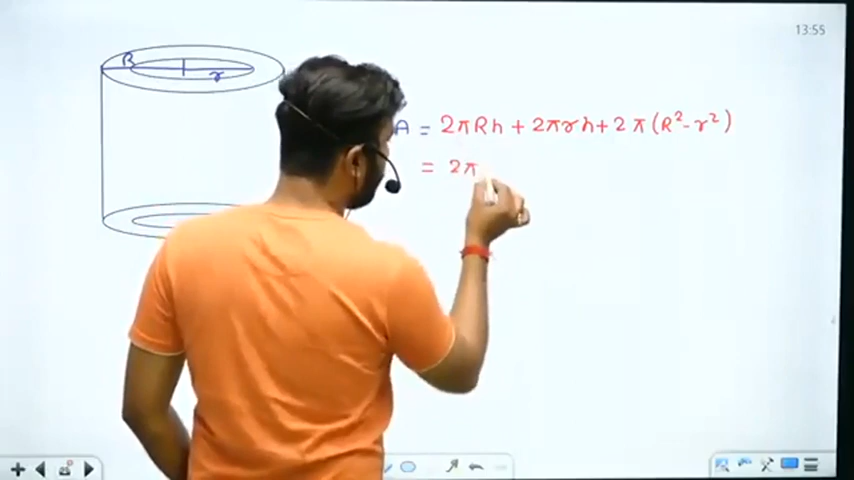 13:55
R
r
A = 2πRh + 2πrh + 2π(R²-r²)
= 2π